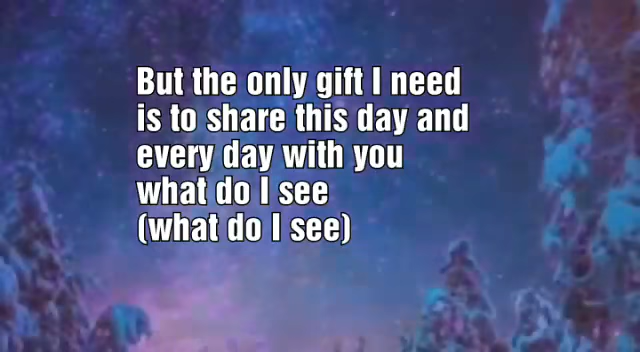 But the only gift I need
is to share this day and
every day with you
what do I see
(what do I see)